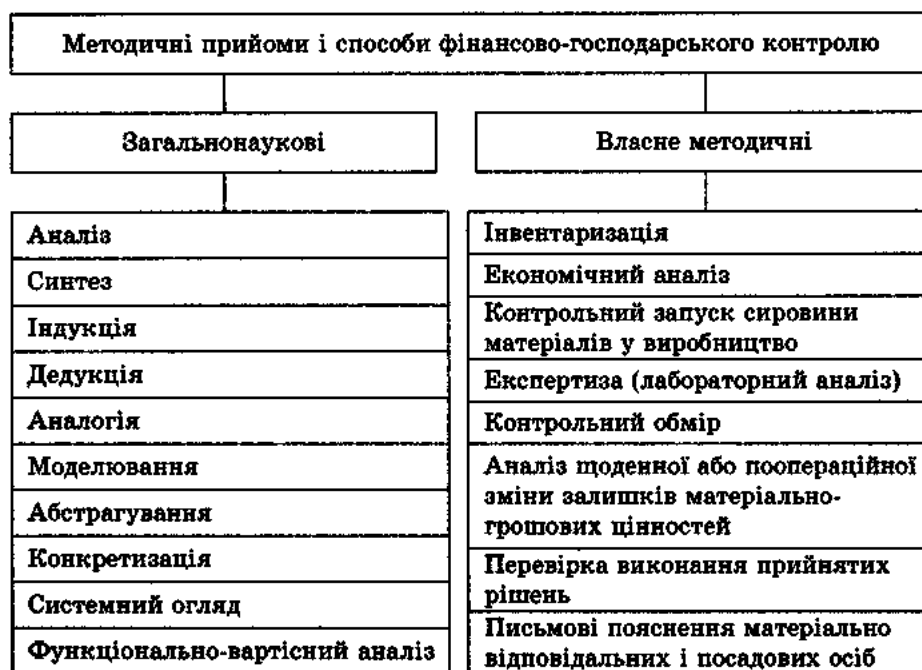 Методичні прийоми і способи фінансово-господарського контролю
Загальнонаукові
Аналіз
Синтез
Індукція
Дедукція
Аналогія
Моделювання
Абстрагування
Конкретизація
Системний огляд
Функціонально-вартісний аналіз
Власне методичні
Інвентаризація
Економічний аналіз
Контрольний запуск сировини
матеріалів у виробництво
Експертиза (лабораторний аналіз)
Контрольний обмір
Аналіз щоденної або поопераційної
зміни залишків матеріально-
грошових цінностей
Перевірка виконання прийнятих
рішень
Письмові пояснення матеріально
відповідальних і посадових осіб